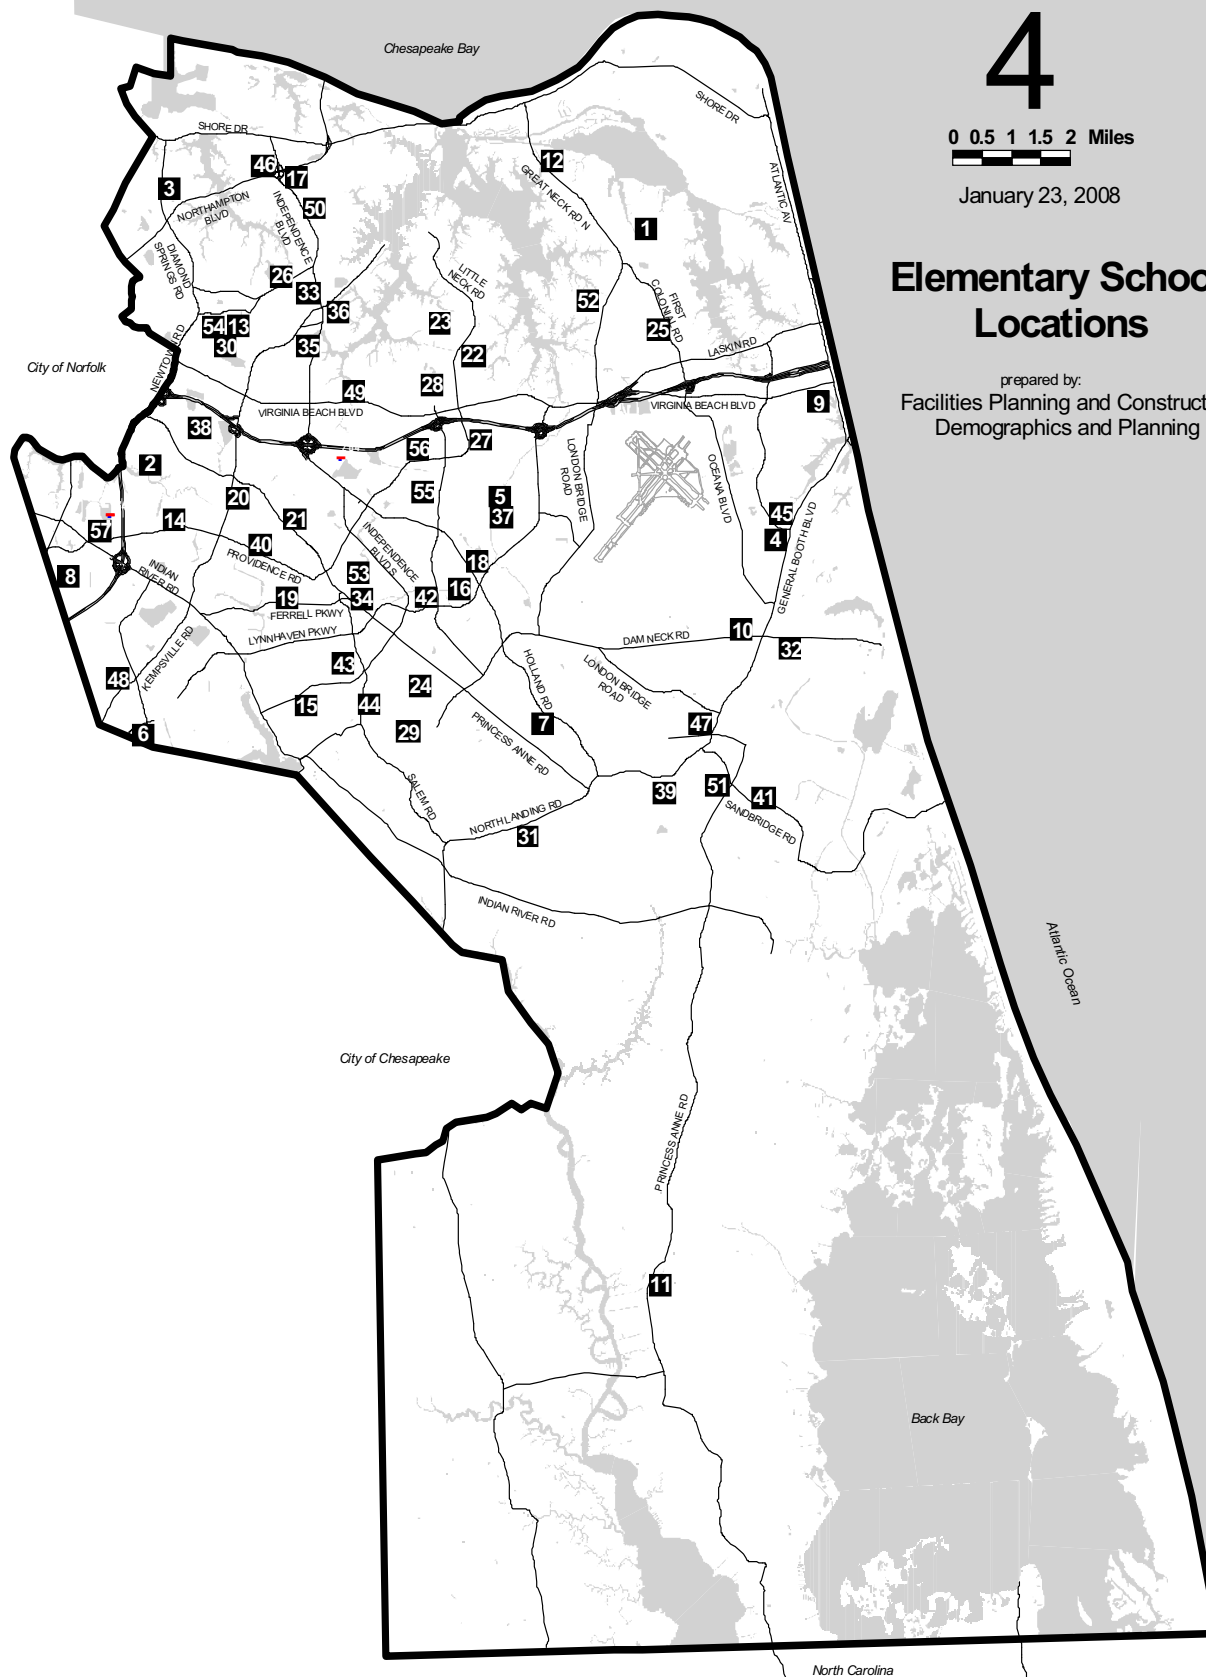 4
0 0.5 1 1.5 2 Miles
January 23, 2008
Elementary Schoo
Locations
prepared by:
Facilities Planning and Construct
Demographics and Planning
Chesapeake Bay
SHORE DR
SHORE DR
46
17
12
3
NORTHAMPTON
BLVD
INDEPENDENCE
BLVD
50
GREAT NECK RD N
ATLANTIC AV
1
DIAMOND
SPRINGS RD
26
33
LITTLE
NECK RD
52
FIRST
COLONIAL RD
36
54
13
23
25
30
35
22
LASKIN RD
City of Norfolk
NEWTOWN RD
49
28
VIRGINIA BEACH BLVD
VIRGINIA BEACH BLVD
9
38
56
27
2
LONDON BRIDGE
ROAD
OCEANA BLVD
20
55
5
37
45
57
14
21
4
40
INDEPENDENCE
BLVD S
GENERAL BOOTH BLVD
8
INDIAN
RIVER RD
PROVIDENCE RD
53
18
19
34
42
16
FERRELL PKWY
LYNNHAVEN PKWY
10
DAM NECK RD
32
KEMPSVILLE RD
43
48
24
HOLLAND RD
LONDON BRIDGE
ROAD
15
44
6
29
7
47
PRINCESS ANNE RD
SALEM RD
39
51
41
NORTH LANDING RD
31
SANDBRIDGE RD
INDIAN RIVER RD
Atlantic Ocean
City of Chesapeake
PRINCESS ANNE RD
11
Back Bay
North Carolina